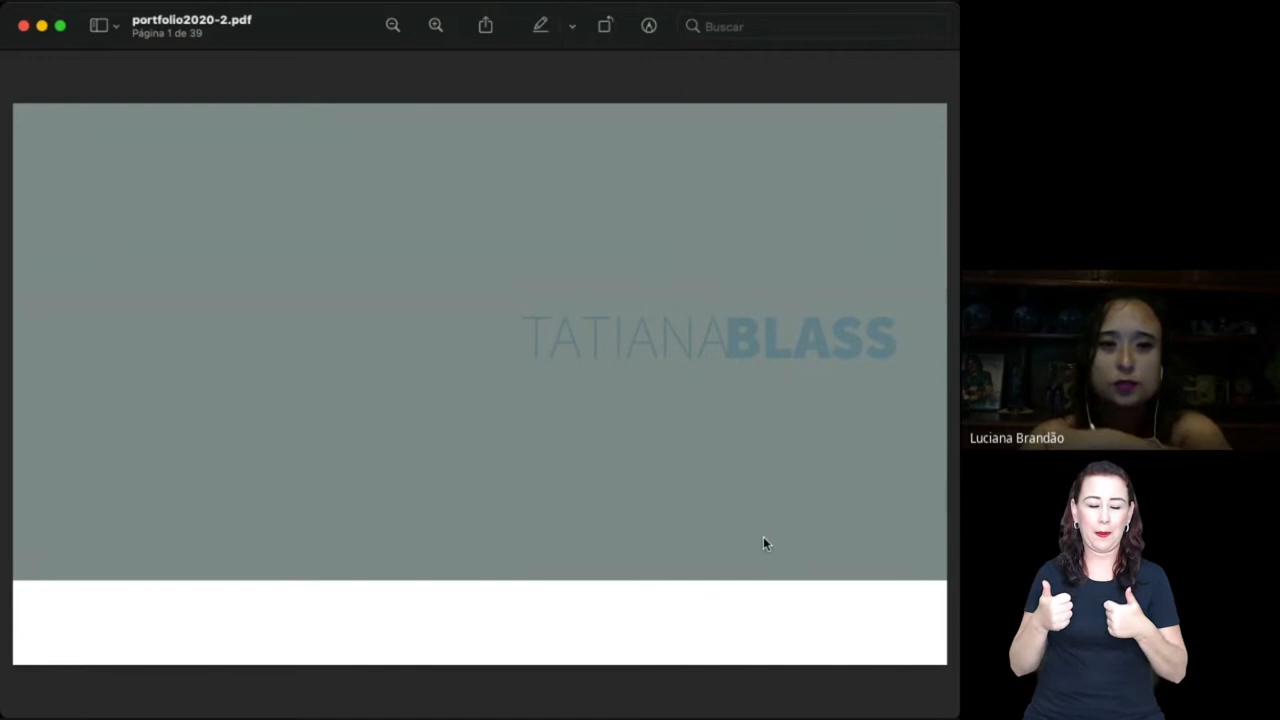 portfolio2020-2.pdf
Página 1 de 39
Buscar
TATIANABLASS
Luciana Brandão